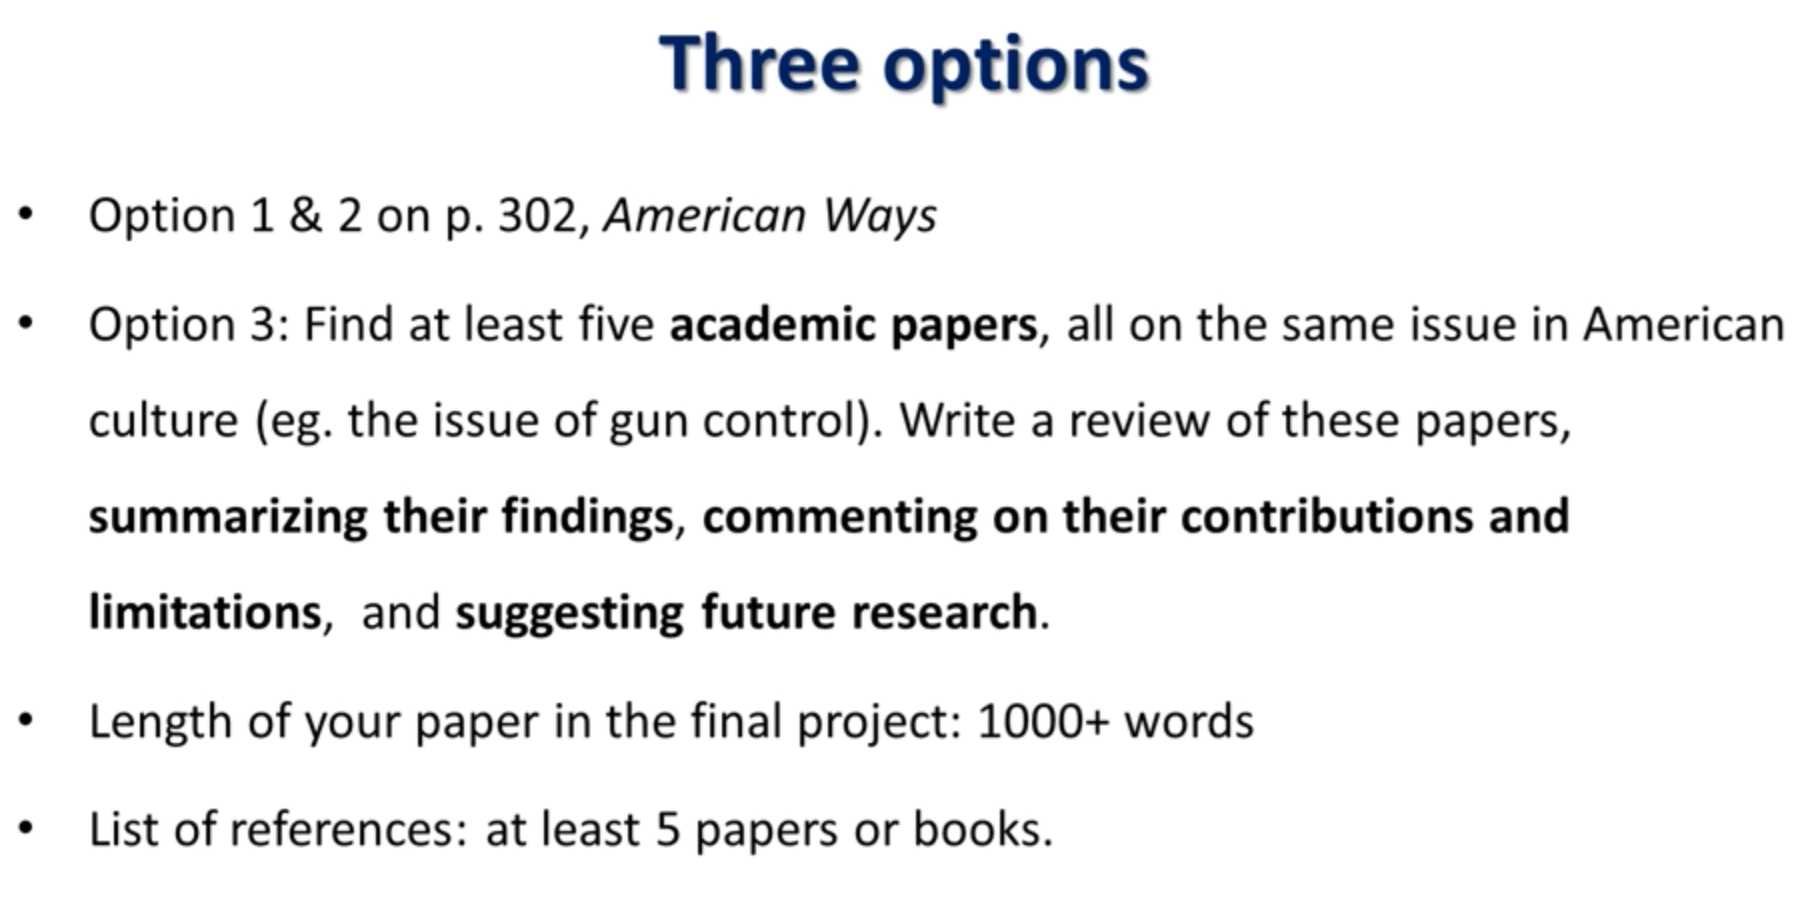 Three options
• Option 1 & 2 on p. 302, American Ways
• Option 3: Find at least five academic papers, all on the same issue in American
culture (eg. the issue of gun control). Write a review of these papers,
summarizing their findings, commenting on their contributions and
limitations, and suggesting future research.
• Length of your paper in the final project: 1000+ words
• List of references: at least 5 papers or books.